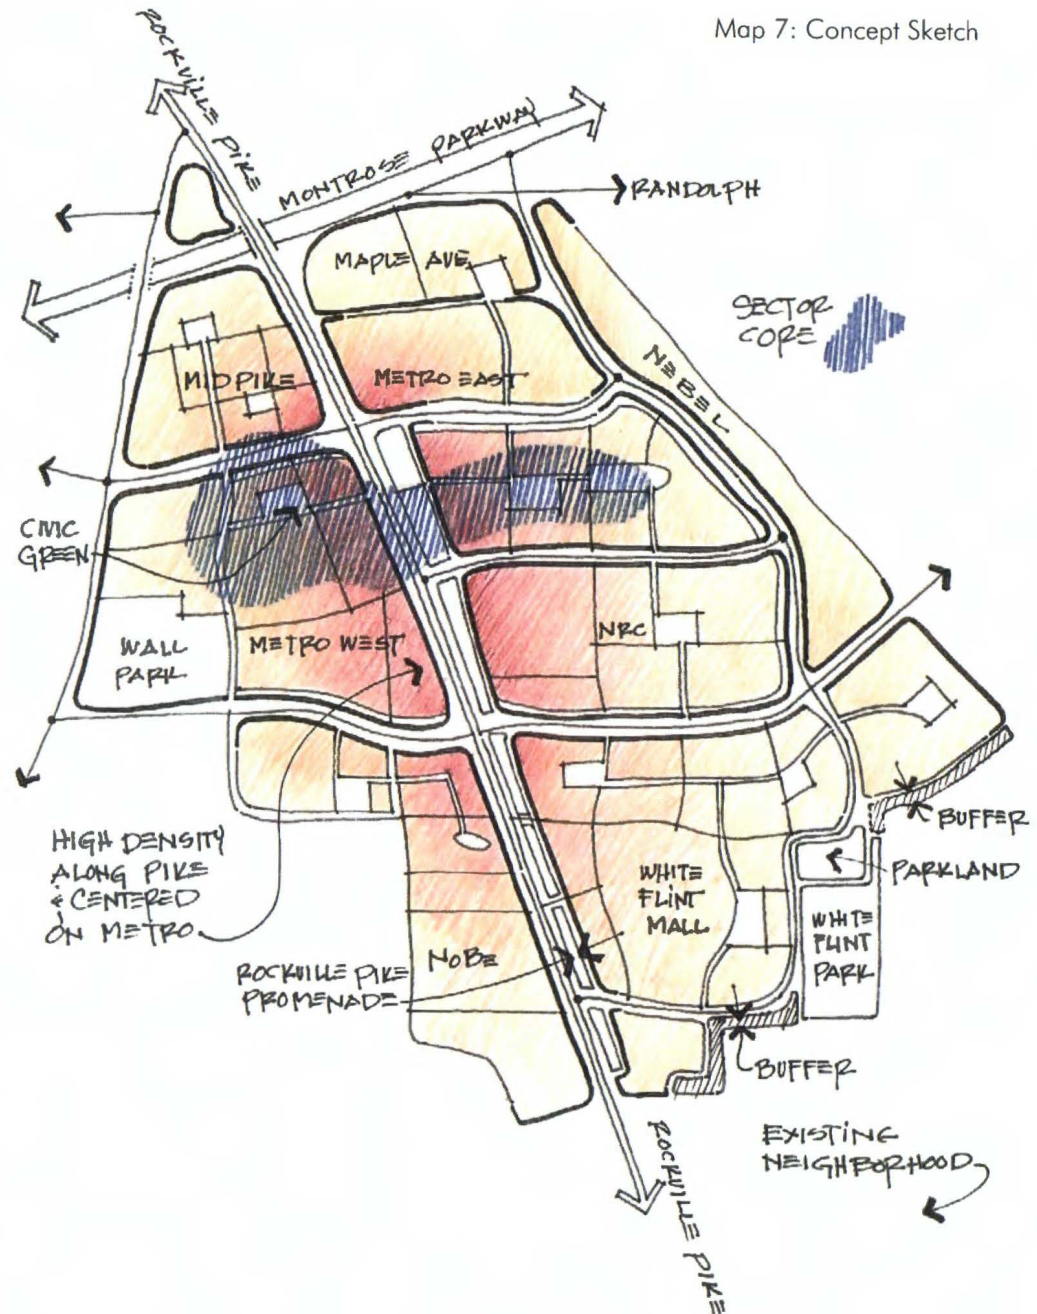 Map 7: Concept Sketch
ROCKVILLE PIKE
MONTROSE PARKWAY
RANDOLPH
MAPLE AVE.
SECTOR
CORE
NEBEL
MID PIKE
METRO EAST
CIVIC
GREEN
WALL
PARK
METRO WEST
NRC
HIGH DENSITY
ALONG PIKE
& CENTERED
ON METRO
BUFFER
PARKLAND
WHITE
FLINT
MALL
WHITE
FLINT
PARK
NOBE
ROCKVILLE PIKE
PROMENADE
BUFFER
EXISTING
NEIGHBORHOOD
ROCKVILLE PIKE